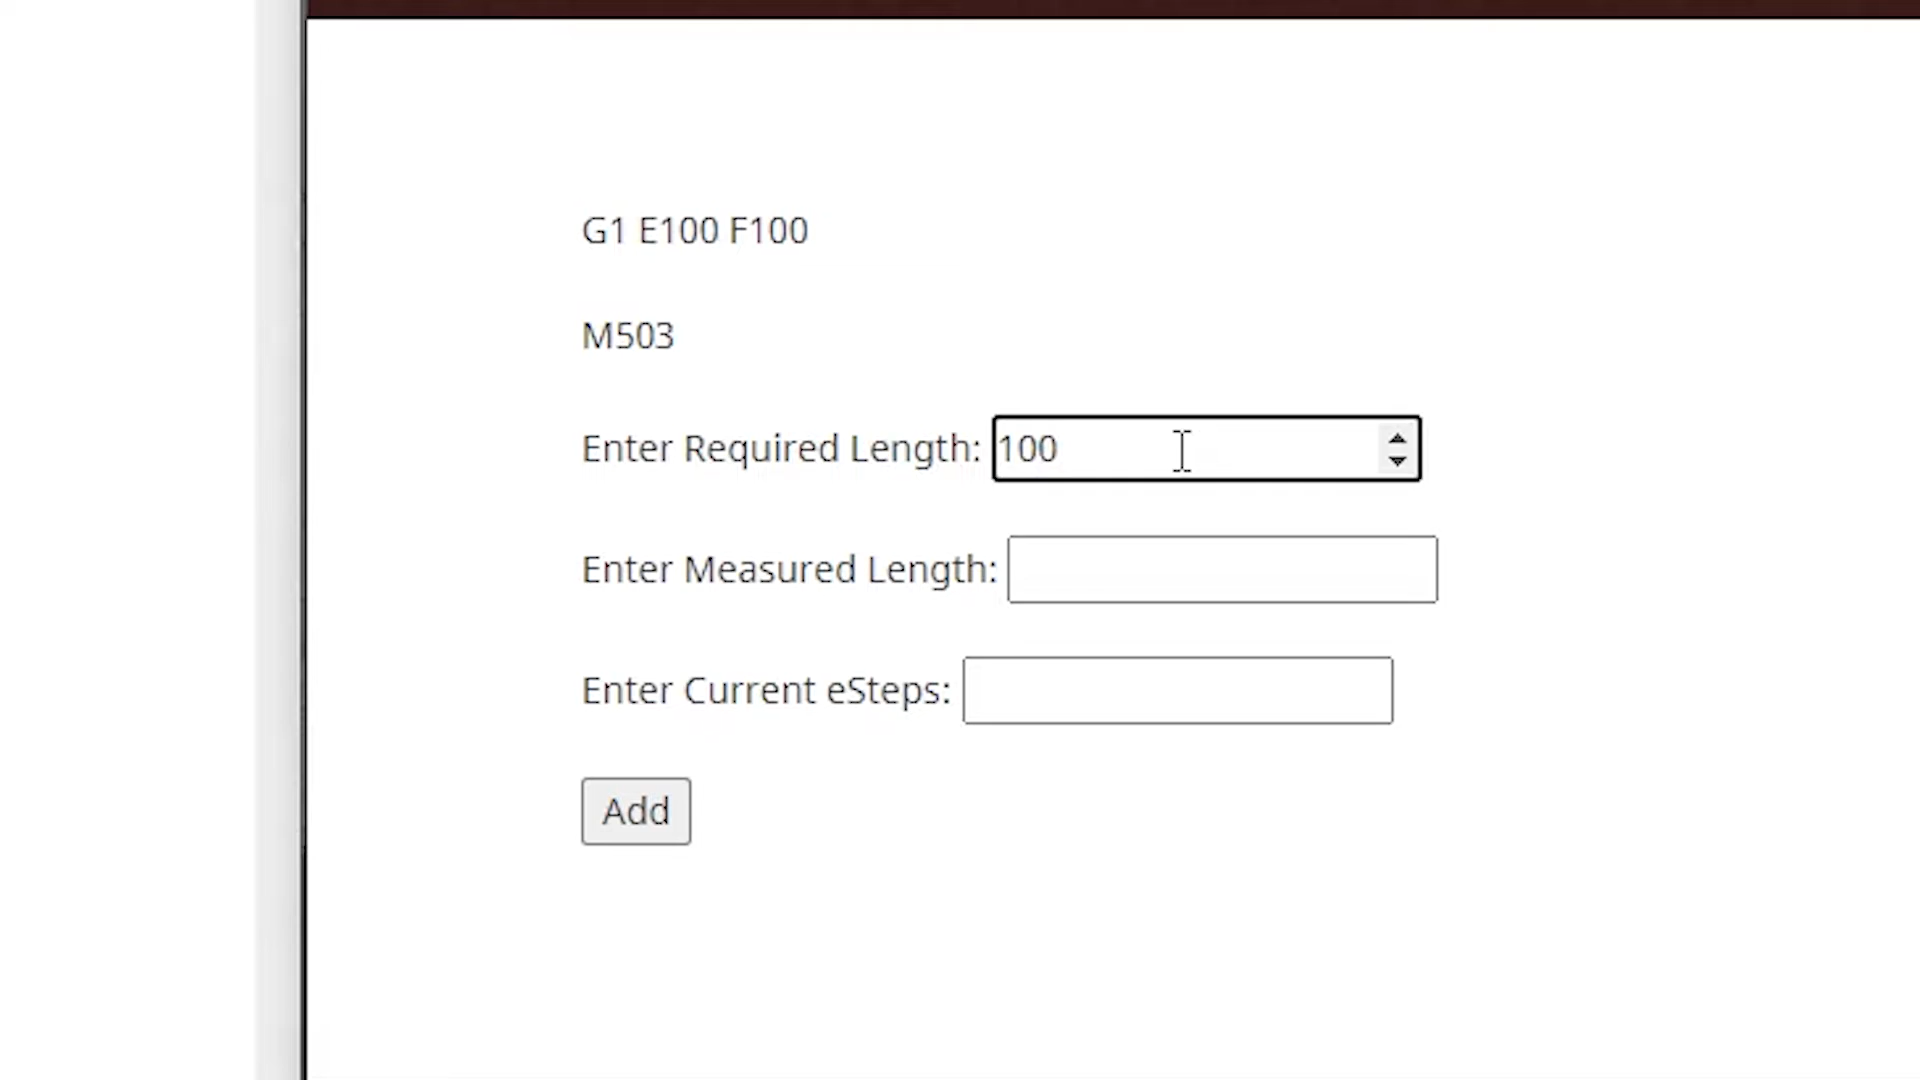 G1 E100 F100
M503
Enter Required Length: 100
Enter Measured Length:
Enter Current eSteps:
Add